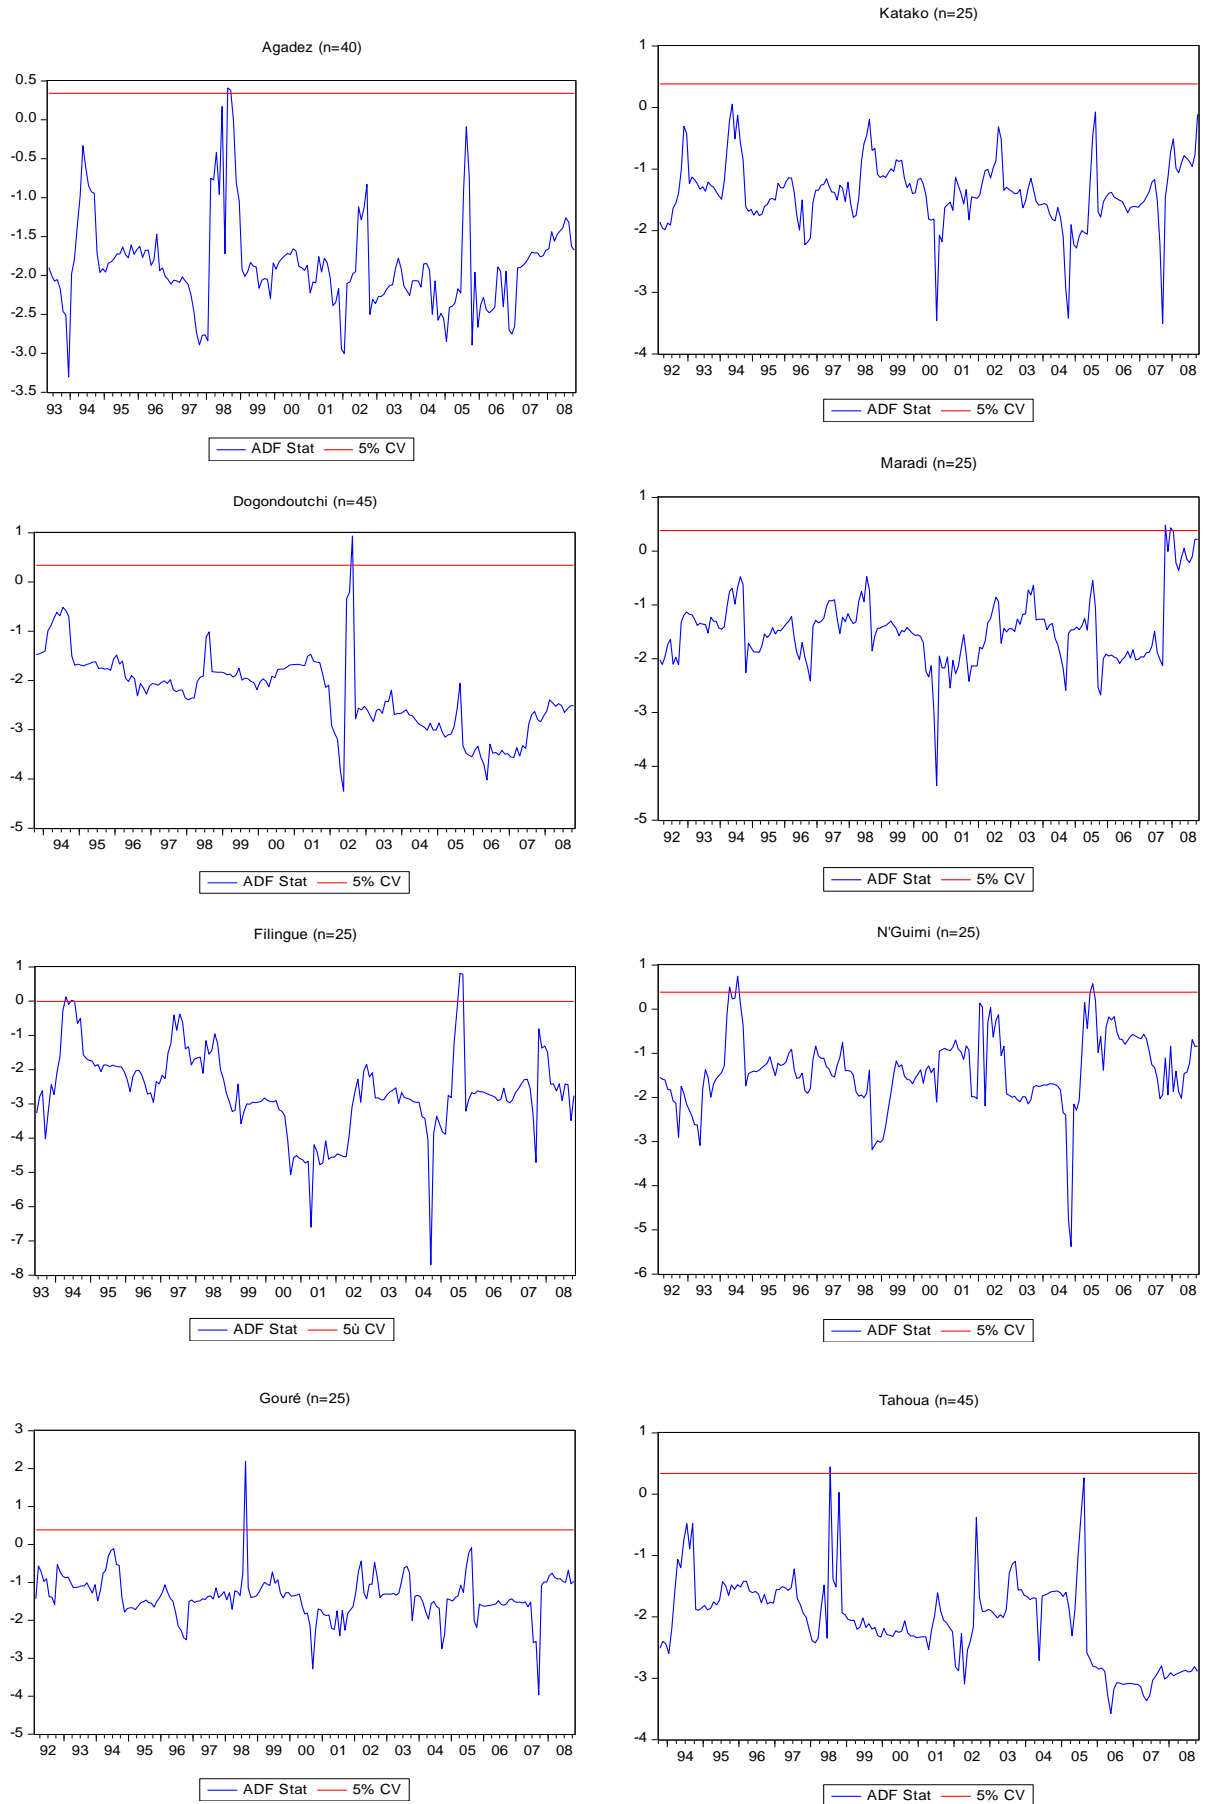 Agadez (n=40)
0.5
0.0
-0.5
-1.0
-1.5
-2.0
-2.5
-3.0
-3.5
93 94 95 96 97 98 99 00 01 02 03 04 05 06 07 08
ADF Stat 5% CV
Katako (n=25)
1
0
-1
-2
-3
-4
92 93 94 95 96 97 98 99 00 01 02 03 04 05 06 07 08
ADF Stat 5% CV
Dogondoutchi (n=45)
1
0
-1
-2
-3
-4
-5
94 95 96 97 98 99 00 01 02 03 04 05 06 07 08
ADF Stat 5% CV
Maradi (n=25)
1
0
-1
-2
-3
-4
-5
92 93 94 95 96 97 98 99 00 01 02 03 04 05 06 07 08
ADF Stat 5% CV
Filingue (n=25)
1
0
-1
-2
-3
-4
-5
-6
-7
-8
93 94 95 96 97 98 99 00 01 02 03 04 05 06 07 08
ADF Stat 5ù CV
N'Guimi (n=25)
1
0
-1
-2
-3
-4
-5
-6
92 93 94 95 96 97 98 99 00 01 02 03 04 05 06 07 08
ADF Stat 5% CV
Gouré (n=25)
3
2
1
0
-1
-2
-3
-4
-5
92 93 94 95 96 97 98 99 00 01 02 03 04 05 06 07 08
ADF Stat 5% CV
Tahoua (n=45)
1
0
-1
-2
-3
-4
94 95 96 97 98 99 00 01 02 03 04 05 06 07 08
ADF Stat 5% CV